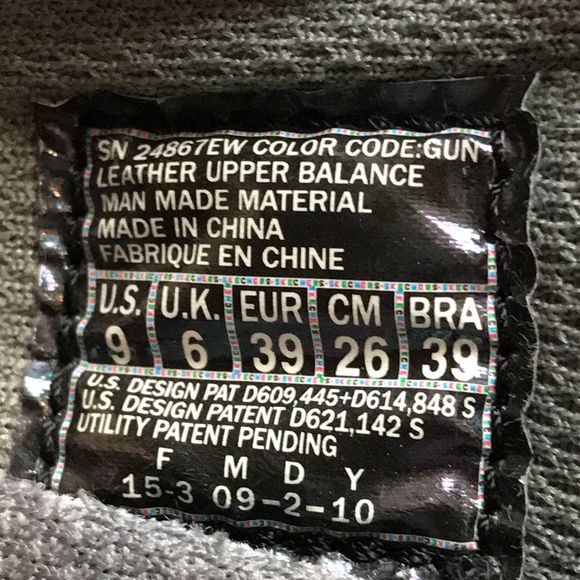 SN 24867EW COLOR CODE:GUN
LEATHER UPPER BALANCE
MAN MADE MATERIAL
MADE IN CHINA
FABRIQUE EN CHINE
U.S. U.K. EUR CM BRA
9 6 39 26 39
U.S. DESIGN PAT D609,445+D614,848 S
U.S. DESIGN PATENT D621,142 S
UTILITY PATENT PENDING
F M D Y
15-3 09-2-10